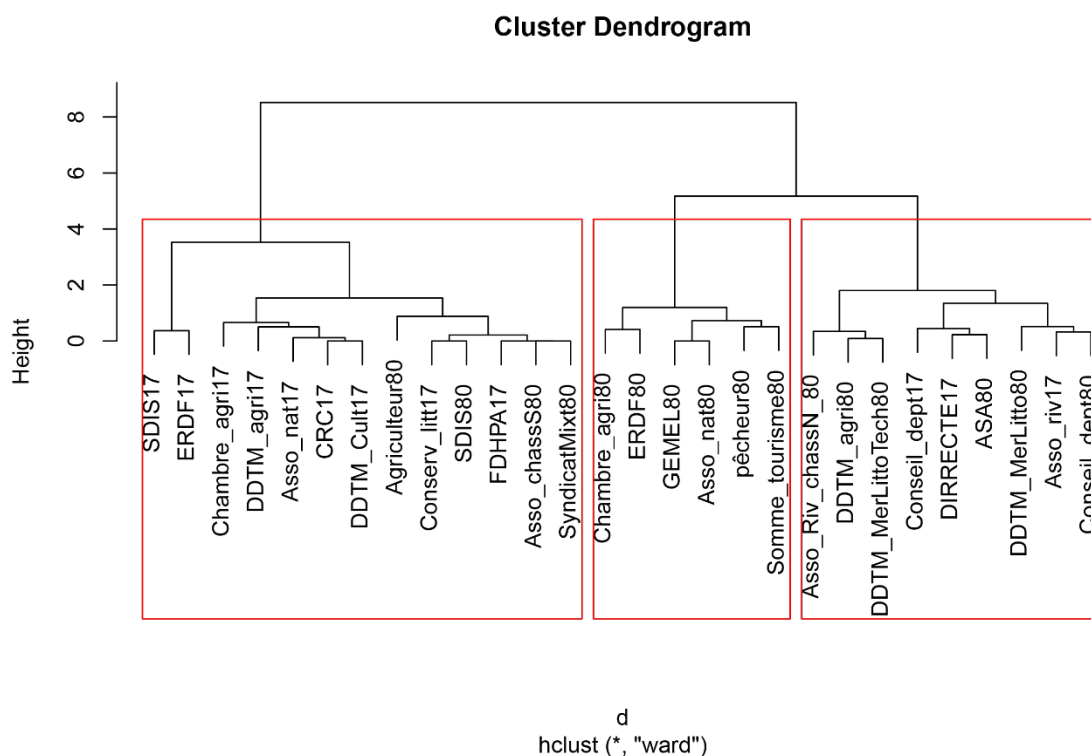 Cluster Dendrogram
Height
8
6
4
2
0
SDIS17
ERDF17
Chambre_agri17
DDTM_agri17
Asso_nat17
CRC17
DDTM_Cult17
Agriculteur80
Conserv_litt17
SDIS80
FDHPA17
Asso_chassS80
SyndicatMixt80
Chambre_agri80
ERDF80
GEMEL80
Asso_nat80
pêcheur80
Somme_tourisme80
Asso_Riv_chassN_80
DDTM_agri80
DDTM_MerLittoTech80
Conseil_dept17
DIRRECTE17
ASA80
DDTM_MerLitto80
Asso_riv17
Conseil_dept80
d
hclust (*, "ward")